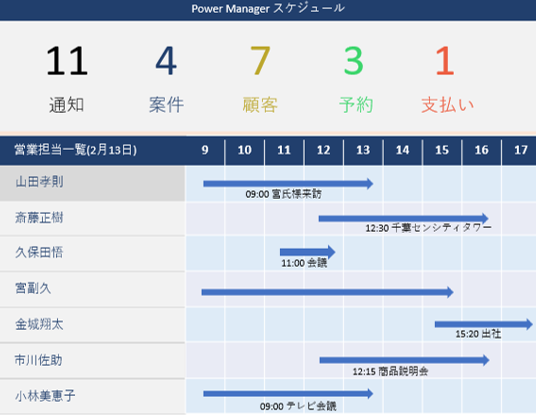 Power Manager スケジュール
11 4 7 3 1
通知 案件 顧客 予約 支払い
営業担当一覧(2月13日) 9 10 11 12 13 14 15 16 17
山田孝則
09:00 富氏様来訪
斎藤正樹
12:30 千葉センシティタワー
久保田悟
11:00 会議
宮副久
金城翔太
15:20 出社
市川佐助
12:15 商品説明会
小林美恵子
09:00 テレビ会議